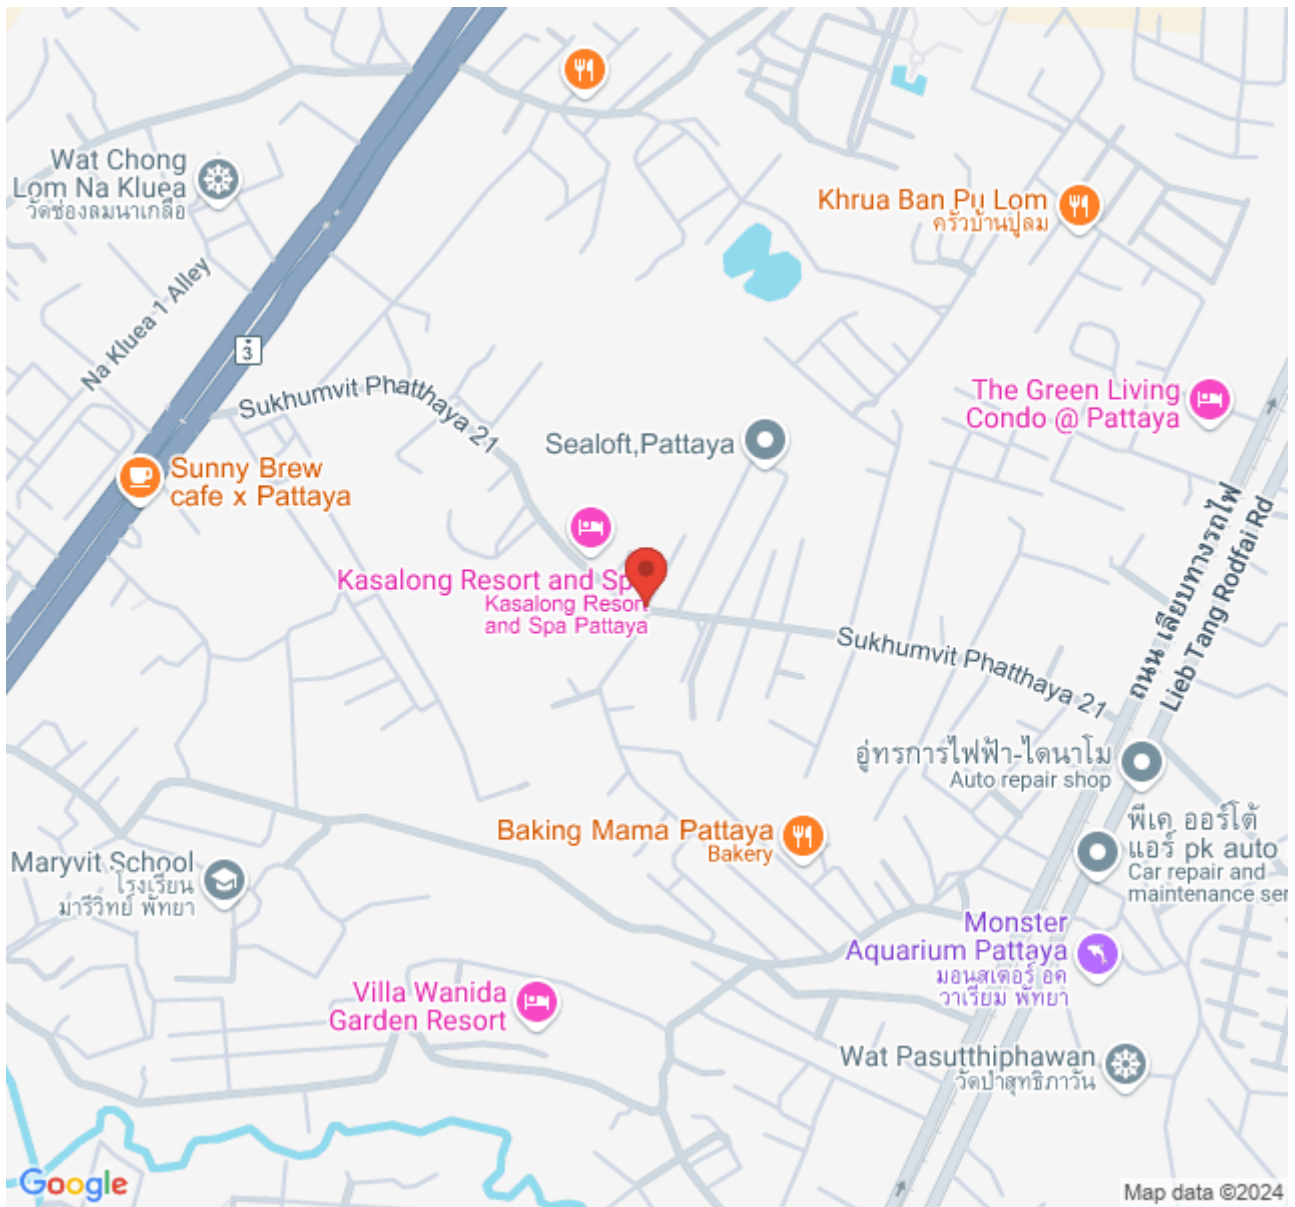 Wat Chong
Lom Na Kluea
วัดช่องลมนาเกลือ
Khrua Ban Pu Lom
ครัวบ้านปูลม
Na Kluea 1 Alley
3
Sukhumvit Phatthaya 21
The Green Living
Condo @ Pattaya
Sealoft,Pattaya
Sunny Brew
cafe x Pattaya
Kasalong Resort and Sp
Kasalong Resort
and Spa Pattaya
Sukhumvit Phatthaya 21
ถนน เลียบทางรถไฟ
Lieb Tang Rodfai Rd
อู่ทรการไฟฟ้า-ไดนาโม
Auto repair shop
Baking Mama Pattaya
Bakery
พีเค ออร์โต้
แอร์ pk auto
Car repair and
maintenance ser
Maryvit School
โรงเรียน
มารีวิทย์ พัทยา
Monster
Aquarium Pattaya
มอนสเตอร์ อค
วาเรียม พัทยา
Villa Wanida
Garden Resort
Wat Pasutthiphawan
วัดป่าสุทธิภาวัน
Google
Map data ©2024